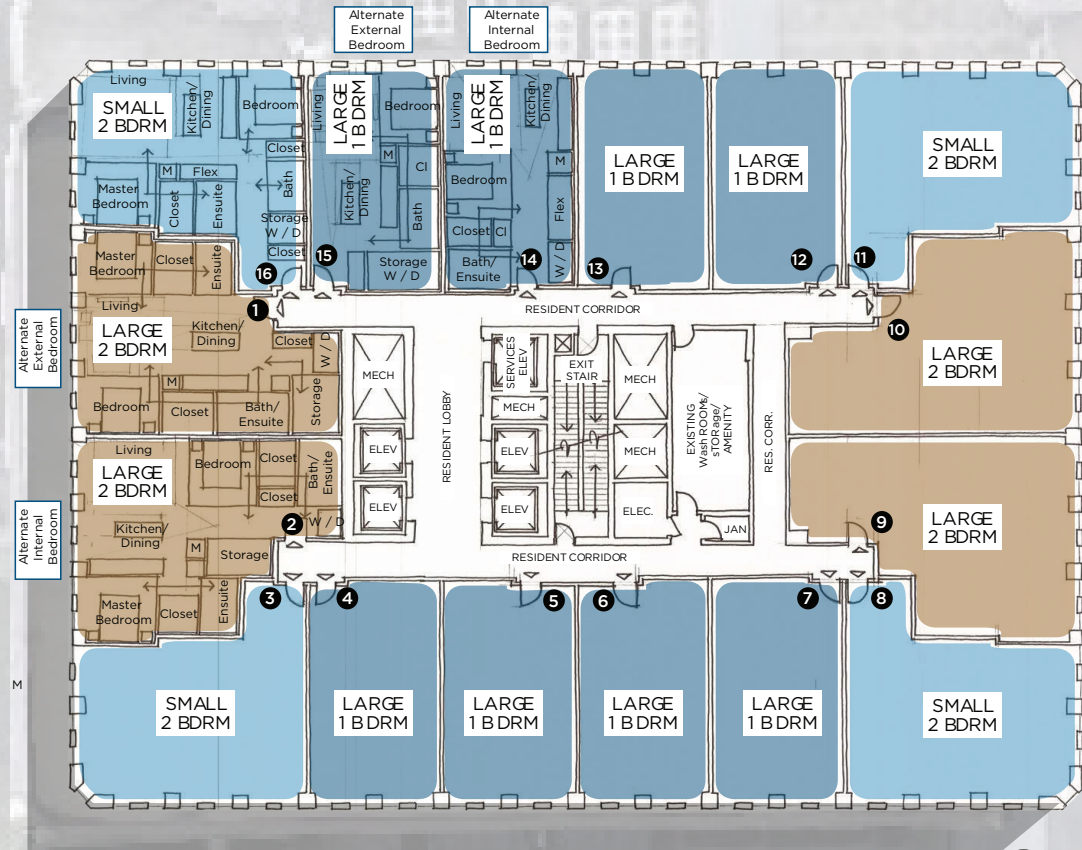 Alternate
External
Bedroom
Alternate
Internal
Bedroom
Living
SMALL
2 BDRM
Kitchen/
Dining
Bedroom
Closet
M
Flex
Bath
Master
Bedroom
Closet
Ensuite
Storage
W / D
Closet
16
Living
LARGE
1 BDRM
Bedroom
M
Cl
Kitchen/
Dining
Bath
Storage
W / D
15
Living
LARGE
1 BDRM
Kitchen/
Dining
M
Bedroom
Flex
Closet
Cl
Bath/
Ensuite
W / D
14
LARGE
1 BDRM
13
LARGE
1 BDRM
12
SMALL
2 BDRM
11
Master
Bedroom
Closet
Ensuite
Living
1
LARGE
2 BDRM
Kitchen/
Dining
Closet
W / D
M
Bedroom
Closet
Bath/
Ensuite
Storage
Alternate
External
Bedroom
RESIDENT CORRIDOR
10
LARGE
2 BDRM
MECH
RESIDENT LOBBY
SERVICES
ELEV
EXIT
STAIR
MECH
MECH
EXISTING
Wash ROOMs/
sTORage/
AMENITY
RES. CORR.
ELEV
ELEV
MECH
ELEV
ELEV
ELEC.
JAN
Living
LARGE
2 BDRM
Bedroom
Closet
Bath/
Ensuite
Closet
Kitchen/
Dining
2
W / D
M
Storage
Master
Bedroom
Closet
Ensuite
Alternate
Internal
Bedroom
RESIDENT CORRIDOR
9
LARGE
2 BDRM
3
4
5
6
7
8
M
SMALL
2 BDRM
LARGE
1 BDRM
LARGE
1 BDRM
LARGE
1 BDRM
LARGE
1 BDRM
SMALL
2 BDRM